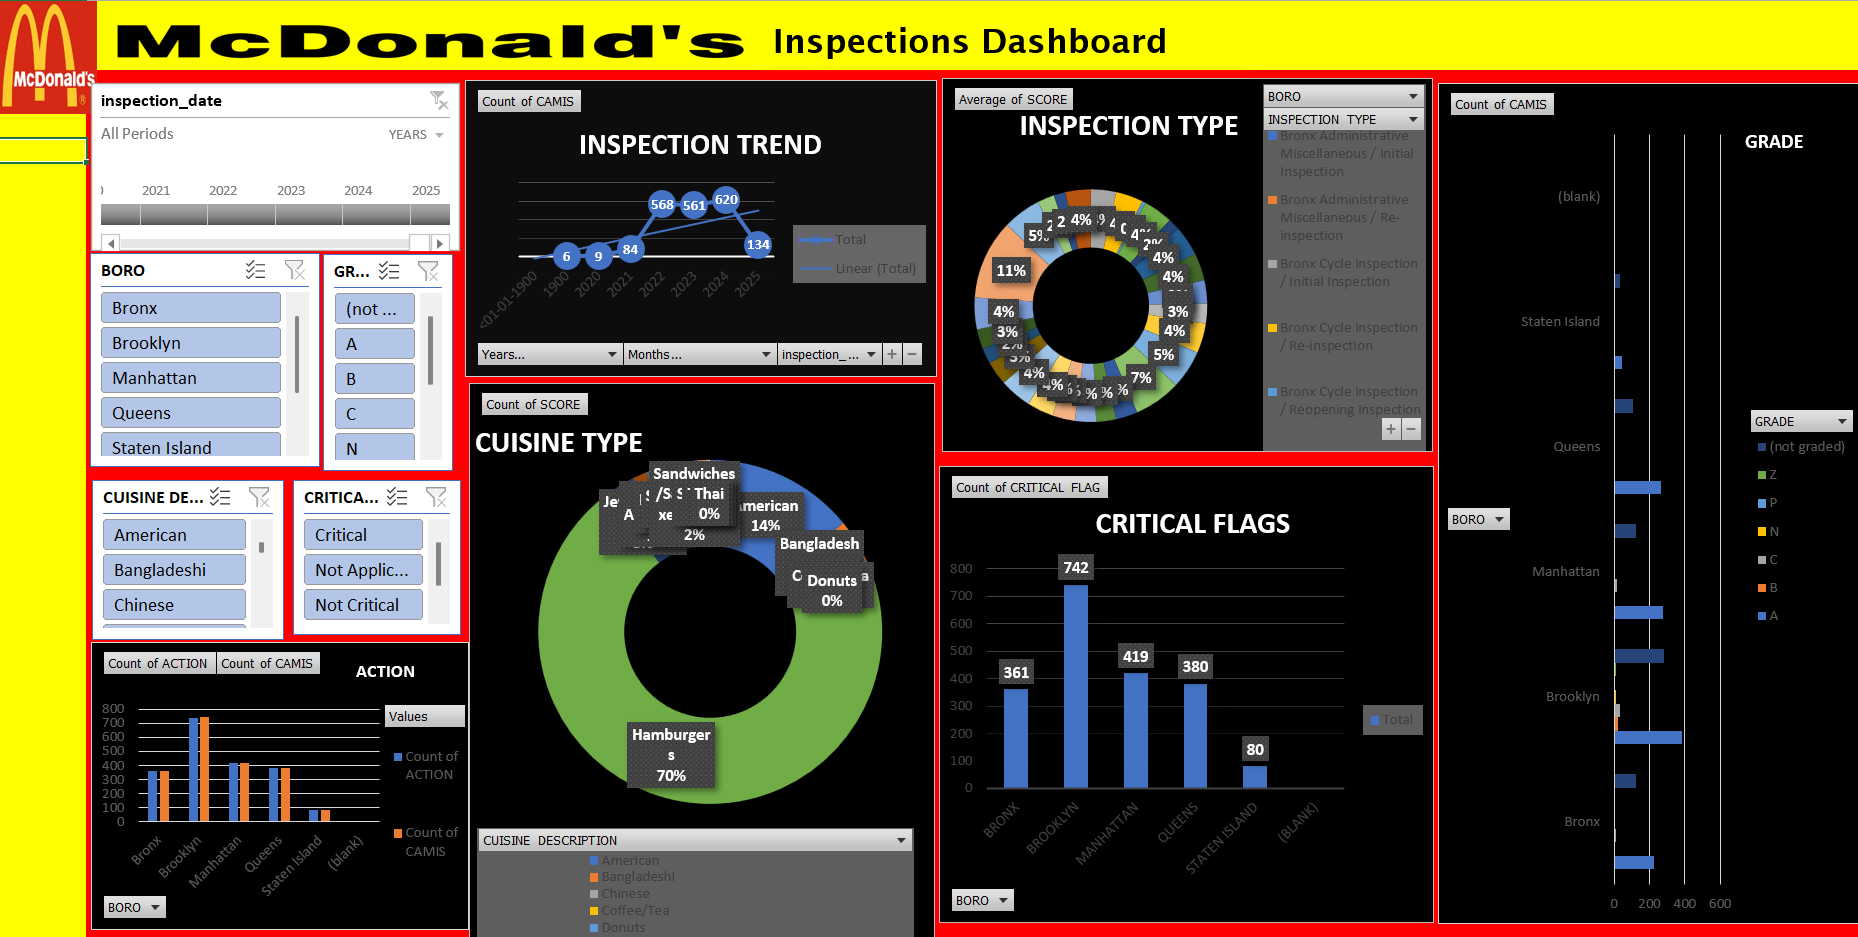 McDonald's
McDonald's Inspections Dashboard
inspection_date
All Periods
YEARS
2021 2022 2023 2024 2025
BORO
Bronx
Brooklyn
Manhattan
Queens
Staten Island
GR...
(not ...
A
B
C
N
CUISINE DE...
American
Bangladeshi
Chinese
CRITICA...
Critical
Not Applic...
Not Critical
Count of ACTION Count of CAMIS
ACTION
800
700
600
500
400
300
200
100
0
Bronx Brooklyn Manhattan Queens Staten Island (blank)
Values
Count of
ACTION
Count of
CAMIS
BORO
Count of CAMIS
INSPECTION TREND
6 9 84 568 561 620 134
<01-01-1900 1900 2020 2021 2022 2023 2024 2025
Total
Linear (Total)
Years... Months... inspection_ ... + −
Count of SCORE
CUISINE TYPE
Sandwiches
Thai
0%
2%
merican
14%
Bangladesh
Donuts
0%
Hamburger
s
70%
CUISINE DESCRIPTION
American
Bangladeshi
Chinese
Coffee/Tea
Donuts
Average of SCORE
INSPECTION TYPE
4%
4%
2%
4%
4%
3%
4%
5%
7%
4%
4%
3%
2%
3%
4%
11%
5%
BORO
INSPECTION TYPE
Bronx Administrative
Miscellaneous / Initial
Inspection
Bronx Administrative
Miscellaneous / Re-
inspection
Bronx Cycle Inspection
/ Initial Inspection
Bronx Cycle Inspection
/ Re-inspection
Bronx Cycle Inspection
/ Reopening Inspection
+ −
Count of CRITICAL FLAG
CRITICAL FLAGS
800
700
600
500
400
300
200
100
0
361 742 419 380 80
BRONX BROOKLYN MANHATTAN QUEENS STATEN ISLAND (BLANK)
Total
BORO
Count of CAMIS
GRADE
(blank)
Staten Island
Queens
Manhattan
Brooklyn
Bronx
0 200 400 600
BORO
GRADE
(not graded)
Z
P
N
C
B
A